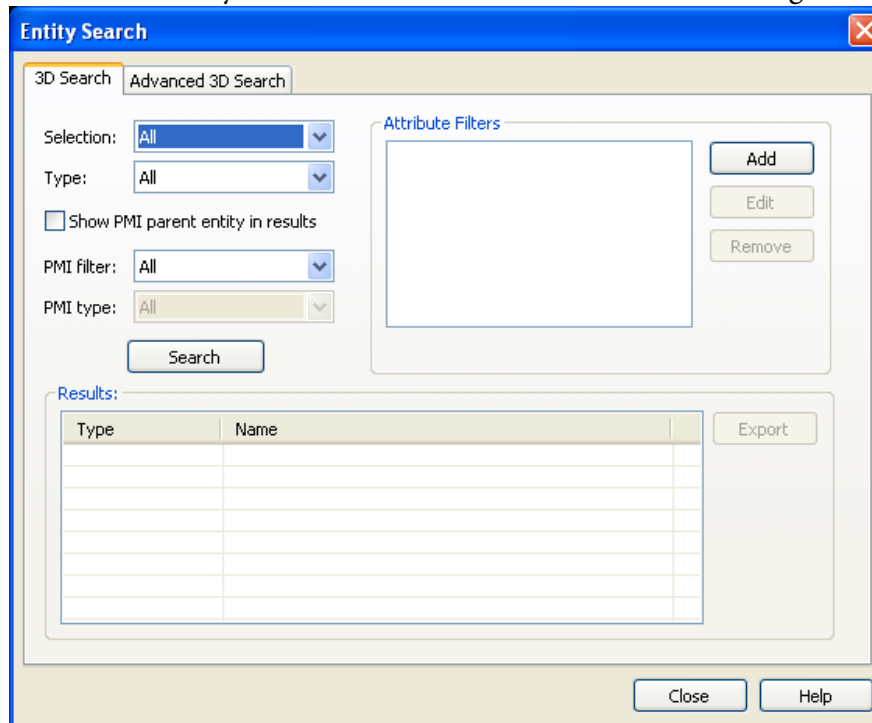 Entity Search
3D Search Advanced 3D Search
Selection: All
Type: All
Show PMI parent entity in results
PMI filter: All
PMI type: All
Search
Attribute Filters
Add
Edit
Remove
Results:
Type Name
Export
Close Help